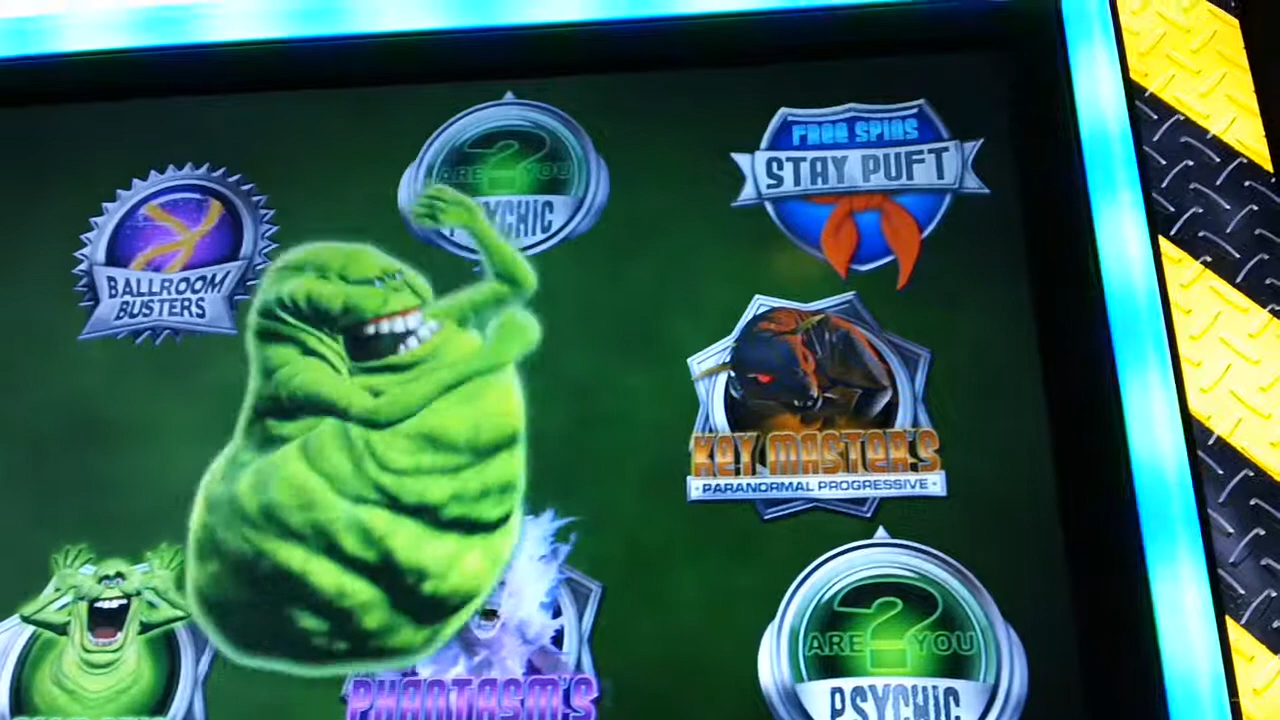 ARE YOU
PSYCHIC
FREE SPINS
STAY PUFT
BALLROOM
BUSTERS
KEY MASTER'S
PARANORMAL PROGRESSIVE
PHANTASM'S
ARE YOU
PSYCHIC